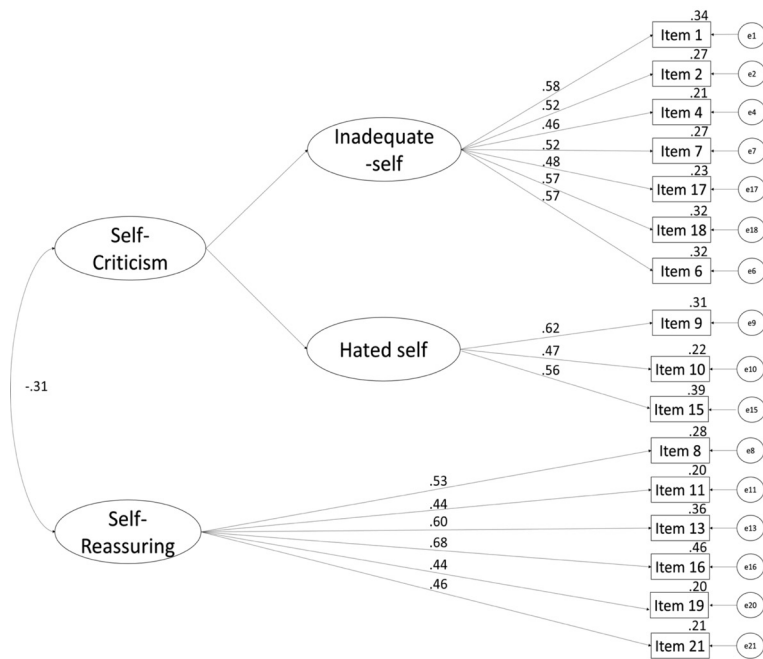 .34
Item 1
e1
.27
Item 2
e2
.21
Item 4
e4
.27
Item 7
e7
.23
Item 17
e17
.32
Item 18
e18
.32
Item 6
e6
.58
.52
.46
.52
.48
.57
.57
Inadequate
-self
Self-
Criticism
.31
Item 9
e9
.22
Item 10
e10
.39
Item 15
e15
.62
.47
.56
Hated self
-.31
.28
Item 8
e8
.20
Item 11
e11
.36
Item 13
e13
.46
Item 16
e16
.20
Item 19
e20
.21
Item 21
e21
.53
.44
.60
.68
.44
.46
Self-
Reassuring